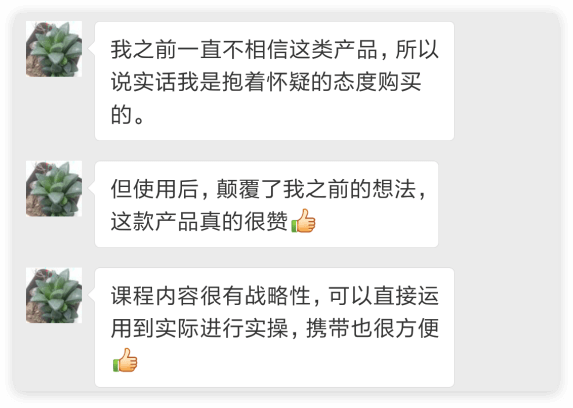 我之前一直不相信这类产品，所以
说实话我是抱着怀疑的态度购买
的。
但使用后，颠覆了我之前的想法，
这款产品真的很赞👍
课程内容很有战略性，可以直接运
用到实际进行实操，携带也很方便
👍